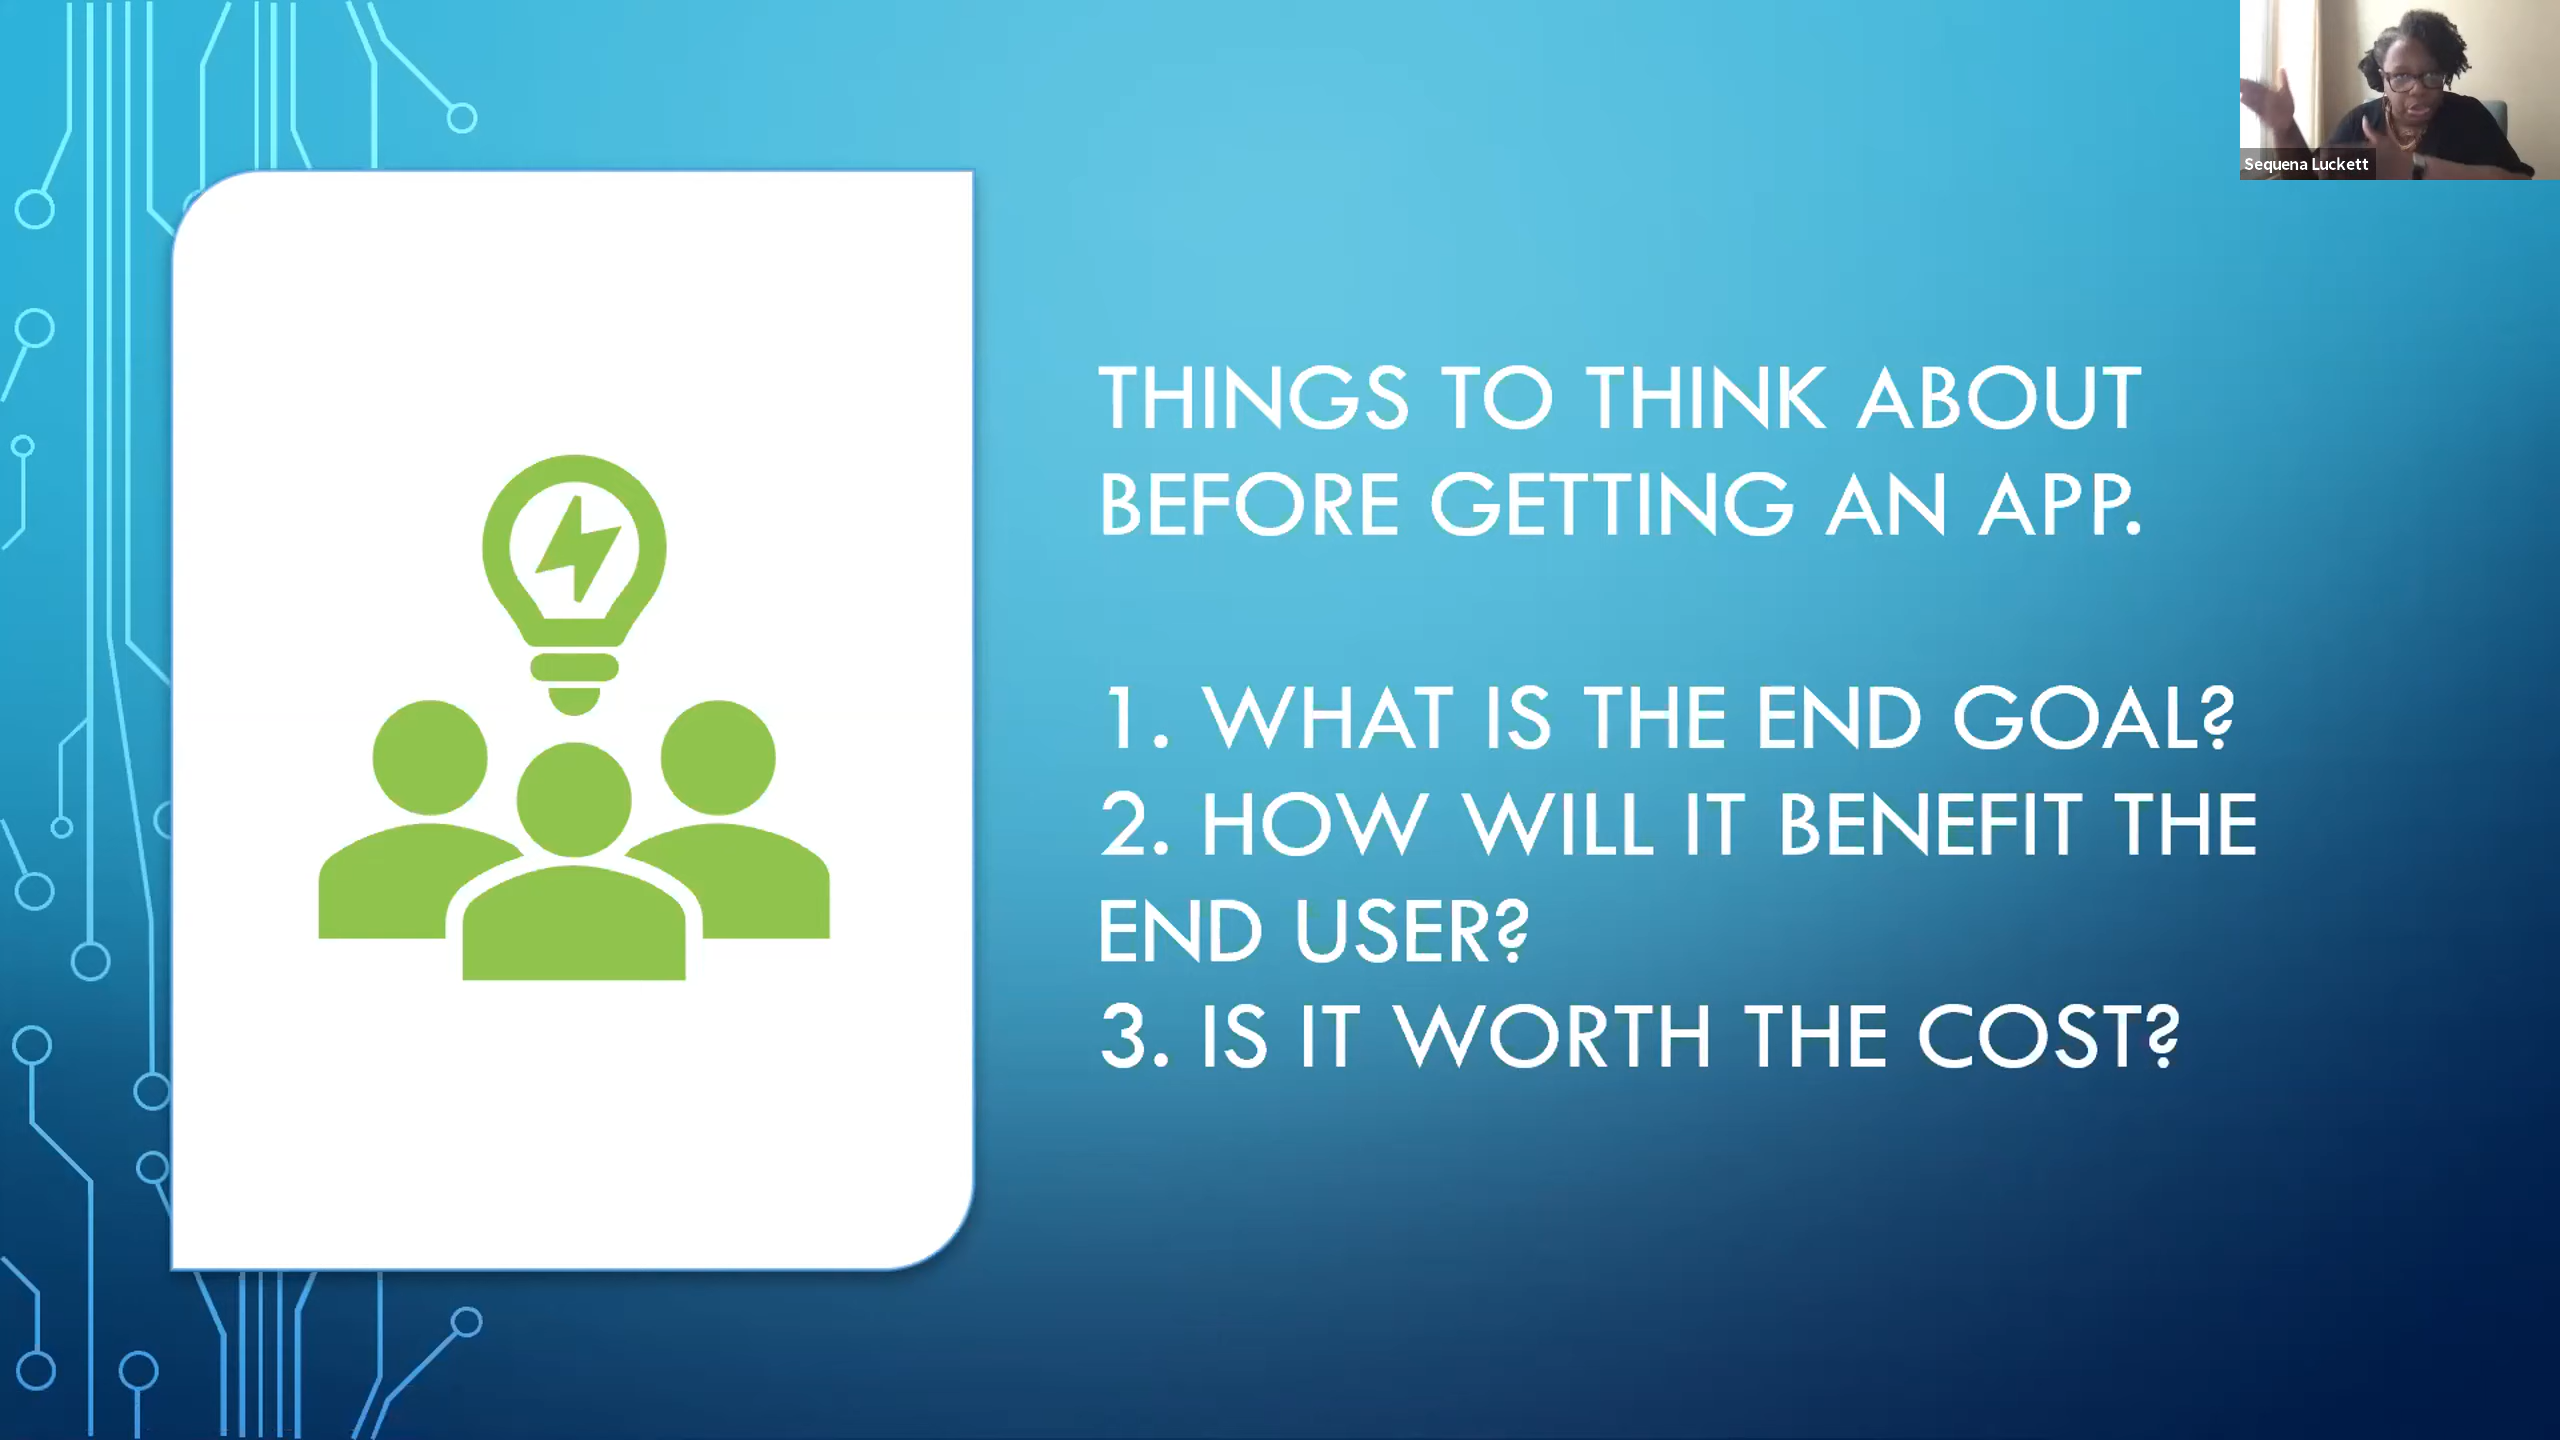 Sequena Luckett
THINGS TO THINK ABOUT
BEFORE GETTING AN APP.
1. WHAT IS THE END GOAL?
2. HOW WILL IT BENEFIT THE
END USER?
3. IS IT WORTH THE COST?